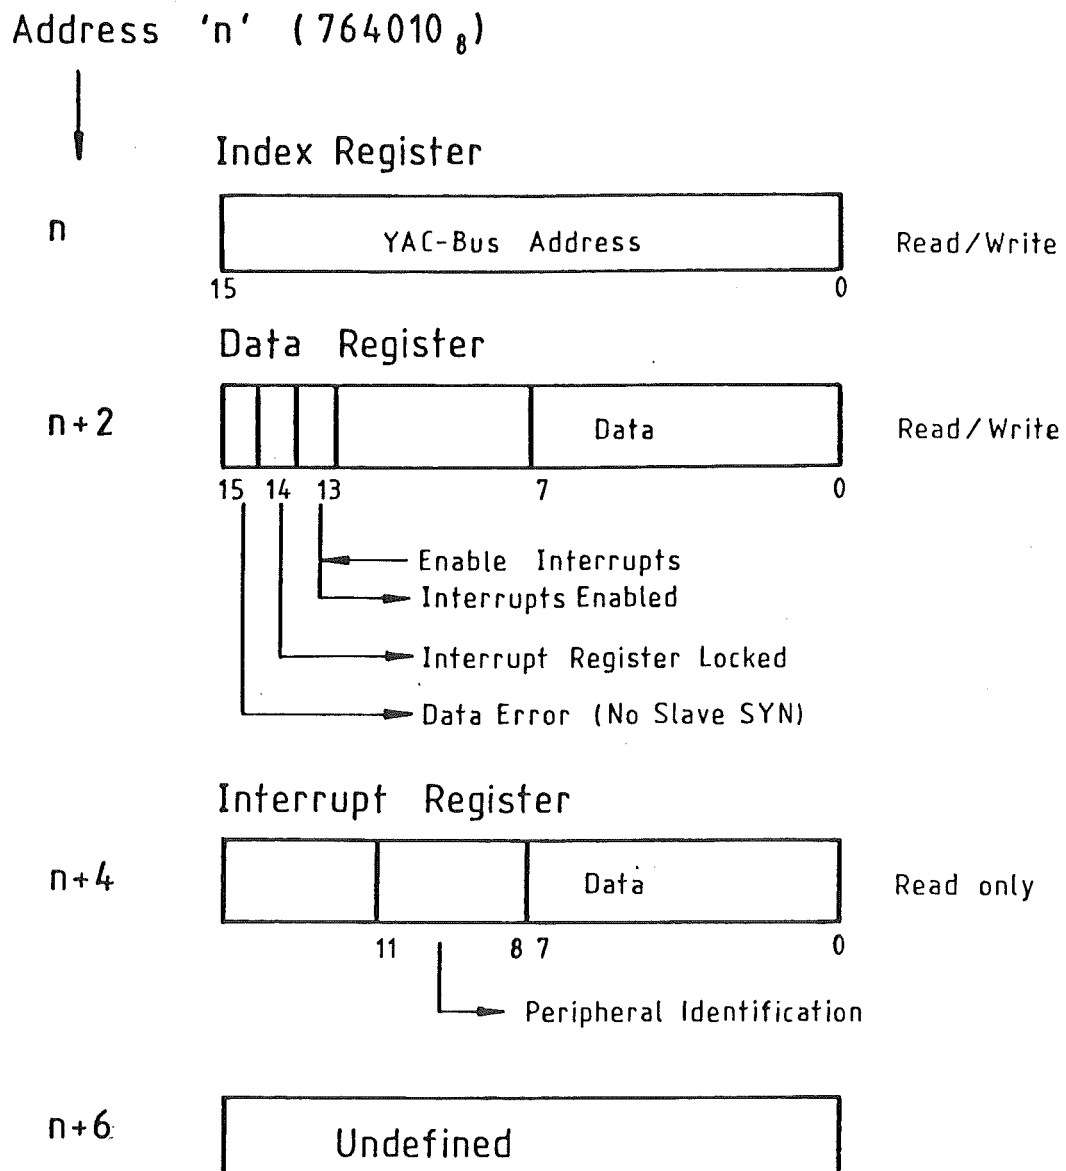 Address 'n' (764010₈)
Index Register
n YAC-Bus Address Read/Write
15 0
Data Register
n+2 Data Read/Write
15 14 13 7 0
Enable Interrupts
Interrupts Enabled
Interrupt Register Locked
Data Error (No Slave SYN)
Interrupt Register
n+4 Data Read only
11 8 7 0
Peripheral Identification
n+6 Undefined